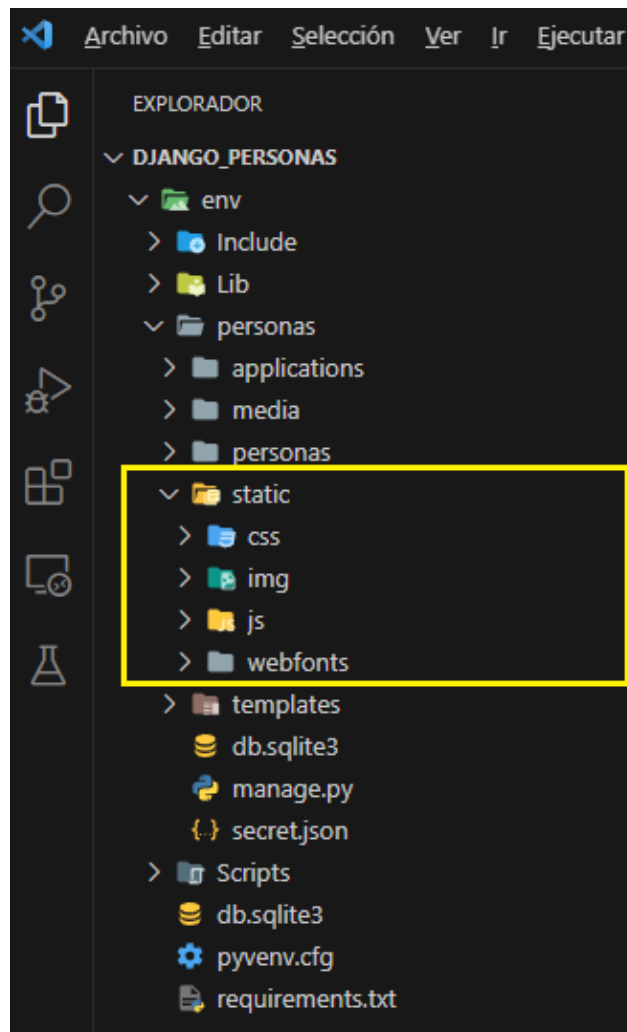 Archivo Editar Selección Ver Ir Ejecutar
EXPLORADOR
DJANGO_PERSONAS
env
Include
Lib
personas
applications
media
personas
static
css
img
js
webfonts
templates
db.sqlite3
manage.py
secret.json
Scripts
db.sqlite3
pyvenv.cfg
requirements.txt